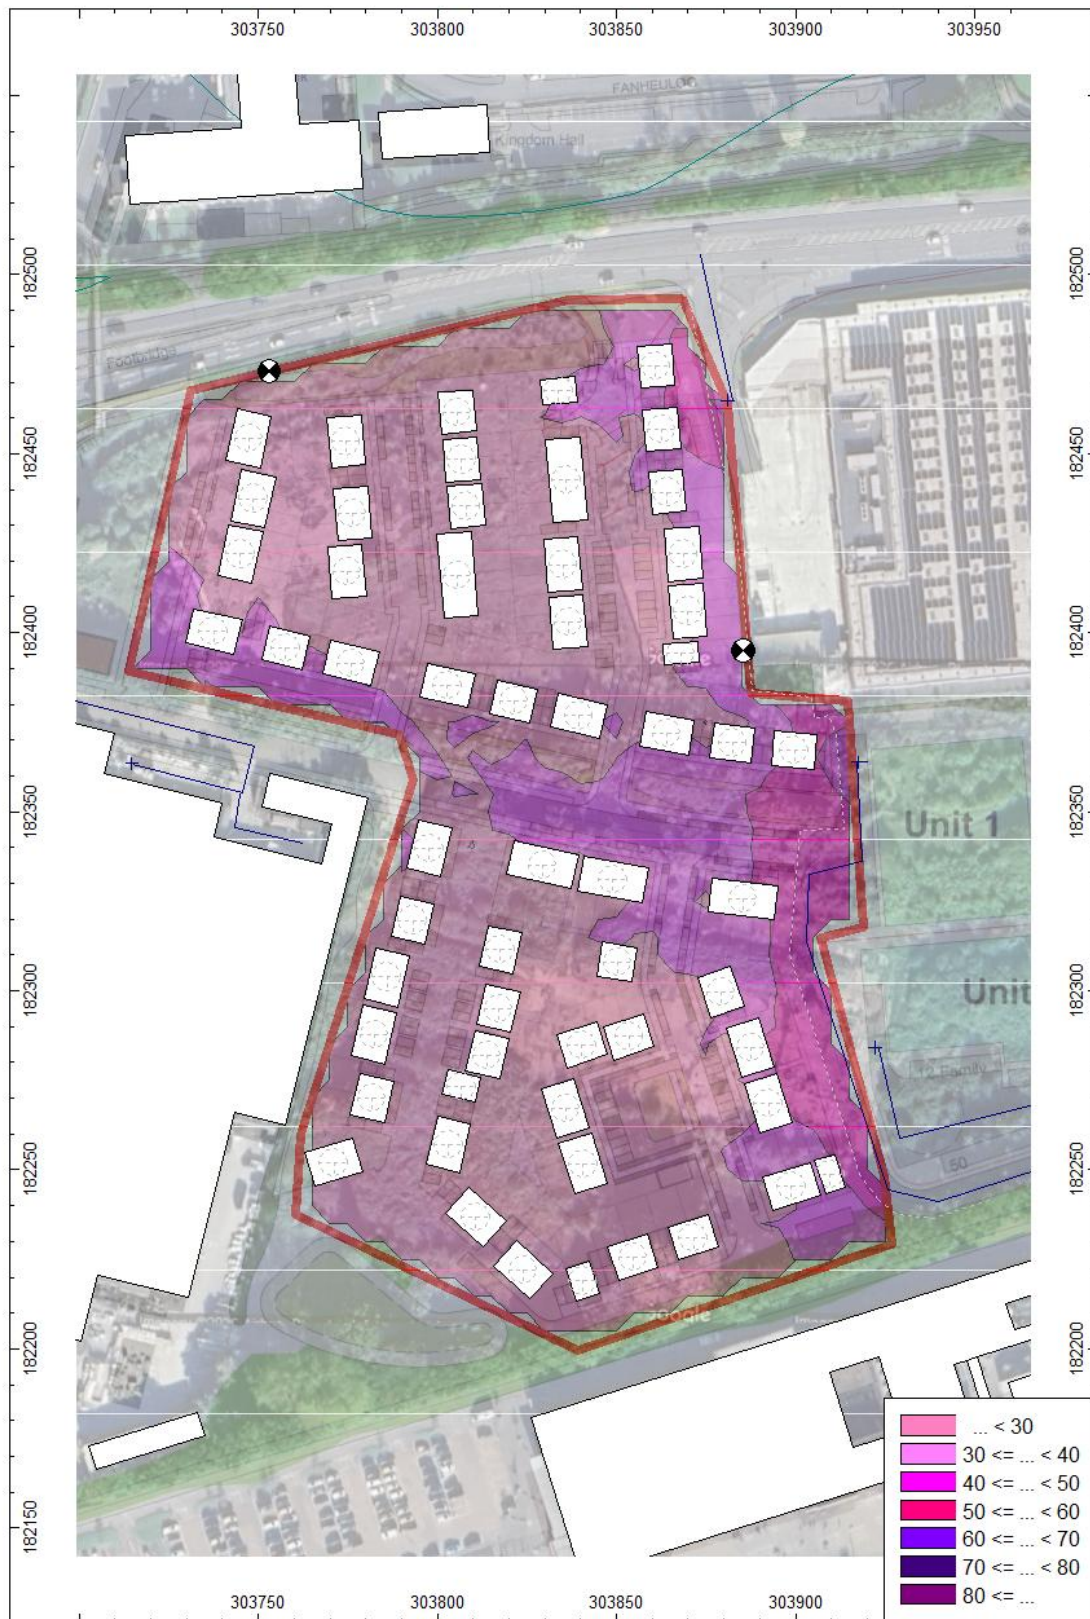 303750 303800 303850 303900 303950
FANHEULOG
Kingdom Hall
182500 182500
Footbridge
182450 182450
182400 182400
Google
182350 182350
Unit 1
182300 182300
Unit
12 Family
182250 182250
50
Google
182200 182200
182150
... < 30
30 <= ... < 40
40 <= ... < 50
50 <= ... < 60
60 <= ... < 70
70 <= ... < 80
80 <= ...
303750 303800 303850 303900